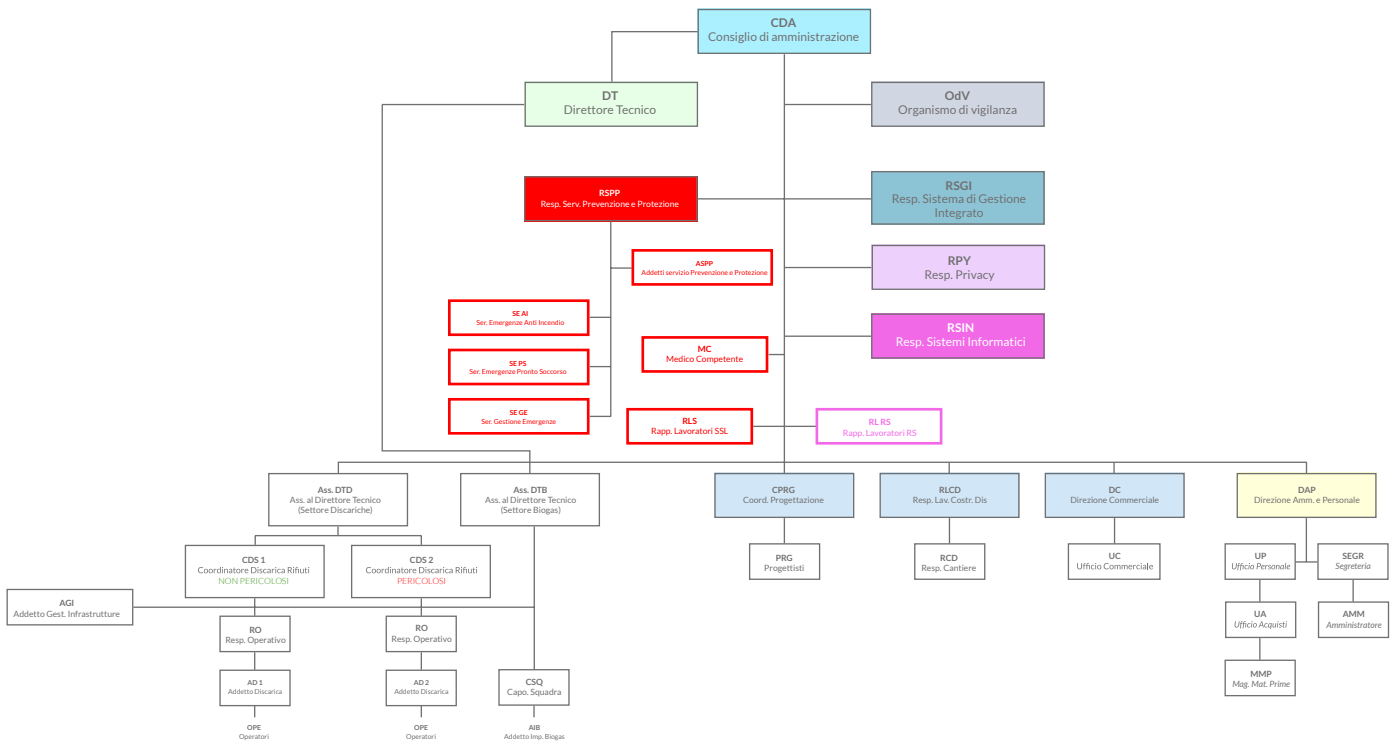 CDA
Consiglio di amministrazione
DT
Direttore Tecnico
OdV
Organismo di vigilanza
RSPP
Resp. Serv. Prevenzione e Protezione
RSGI
Resp. Sistema di Gestione
Integrato
ASPP
Addetti servizio Prevenzione e Protezione
RPY
Resp. Privacy
SE AI
Ser. Emergenze Anti Incendio
RSIN
Resp. Sistemi Informatici
MC
Medico Competente
SE PS
Ser. Emergenze Pronto Soccorso
SE GE
Ser. Gestione Emergenze
RLS
Rapp. Lavoratori SSL
RL RS
Rapp. Lavoratori RS
Ass. DTD
Ass. al Direttore Tecnico
(Settore Discariche)
Ass. DTB
Ass. al Direttore Tecnico
(Settore Biogas)
CPRG
Coord. Progettazione
RLCD
Resp. Lav. Costr. Dis
DC
Direzione Commerciale
DAP
Direzione Amm. e Personale
CDS 1
Coordinatore Discarica Rifiuti
NON PERICOLOSI
CDS 2
Coordinatore Discarica Rifiuti
PERICOLOSI
PRG
Progettisti
RCD
Resp. Cantiere
UC
Ufficio Commerciale
UP
Ufficio Personale
SEGR
Segreteria
AGI
Addetto Gest. Infrastrutture
RO
Resp. Operativo
RO
Resp. Operativo
UA
Ufficio Acquisti
AMM
Amministratore
AD 1
Addetto Discarica
AD 2
Addetto Discarica
CSQ
Capo. Squadra
MMP
Mag. Mat. Prime
OPE
Operatori
OPE
Operatori
AIB
Addetto Imp. Biogas